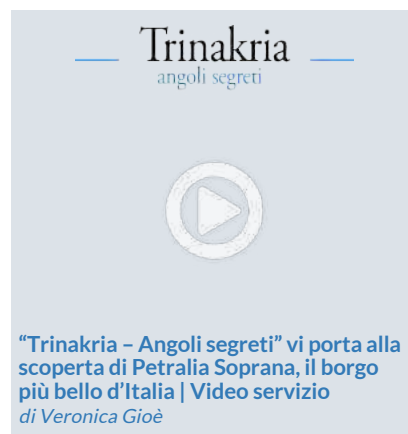 Trinakria
angoli segreti
“Trinakria – Angoli segreti” vi porta alla
scoperta di Petralia Soprana, il borgo
più bello d’Italia | Video servizio
di Veronica Gioè